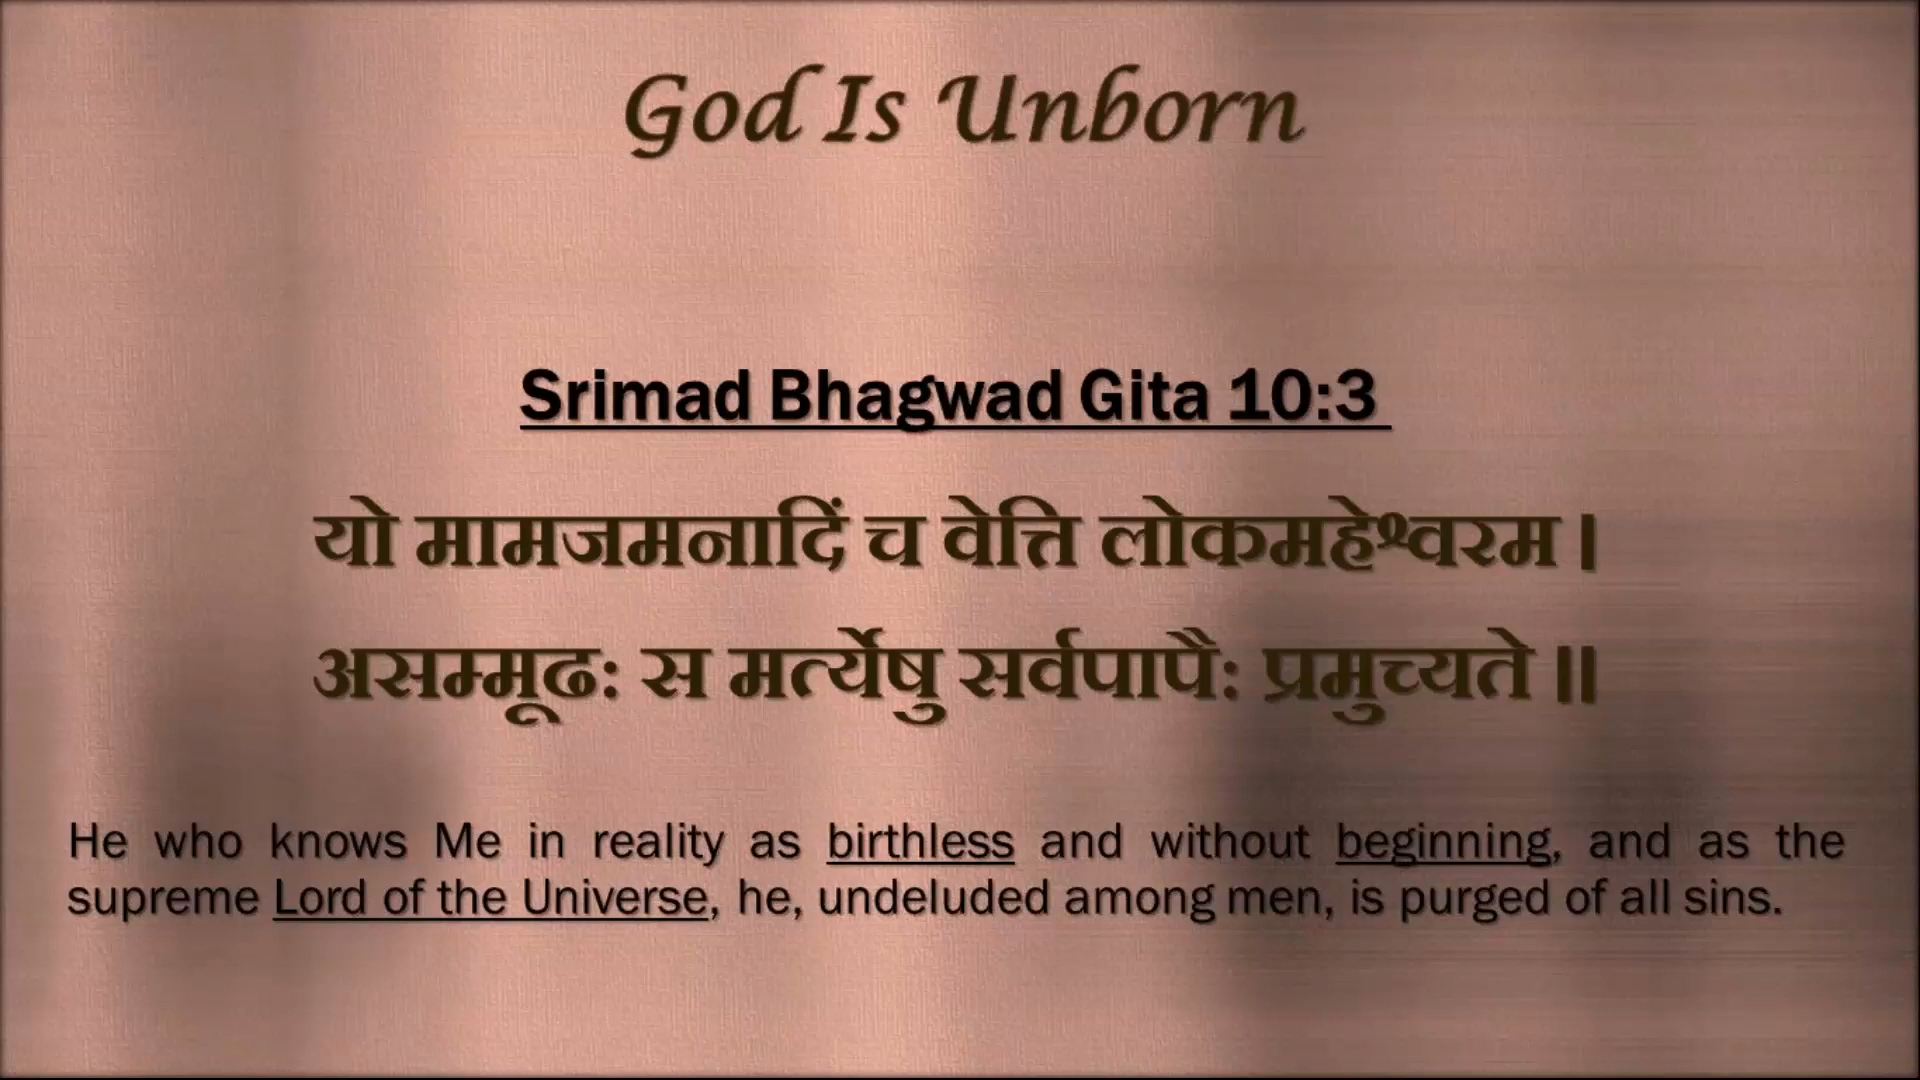 God Is Unborn
Srimad Bhagwad Gita 10:3
यो मामजमनादिं च वेत्ति लोकमहेश्वरम ।
असम्मूढः स मर्त्येषु सर्वपापैः प्रमुच्यते ॥
He who knows Me in reality as birthless and without beginning, and as the
supreme Lord of the Universe, he, undeluded among men, is purged of all sins.